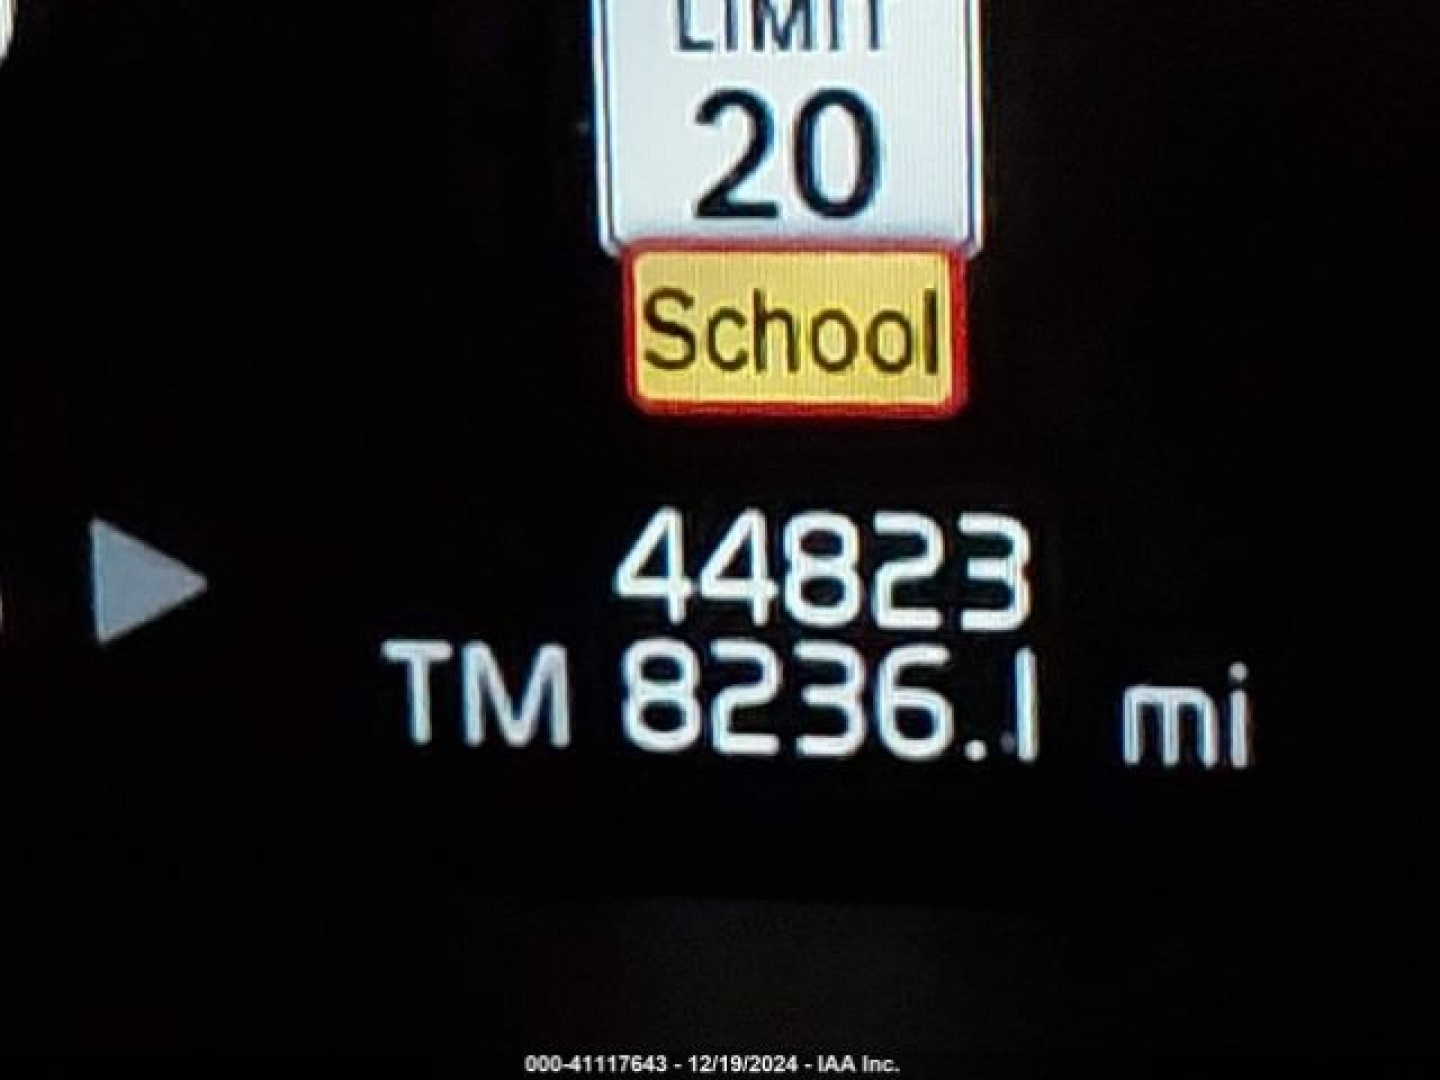 LIMIT
20
School
44823
TM 8236.1 mi
000-41117643 - 12/19/2024 - IAA Inc.